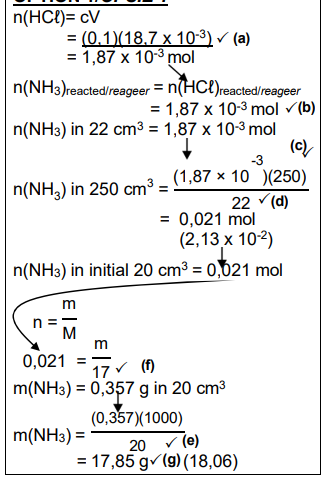 n(HCℓ)= cV
= (0,1)(18,7 x 10-3) ✓ (a)
= 1,87 x 10-3 mol
n(NH3)reacted/reageer = n(HCℓ)reacted/reageer
= 1,87 x 10-3 mol ✓(b)
n(NH3) in 22 cm3 = 1,87 x 10-3 mol
(c)✓
n(NH3) in 250 cm3 = (1,87 × 10-3)(250)
22 ✓(d)
= 0,021 mol
(2,13 x 10-2)
n(NH3) in initial 20 cm3 = 0,021 mol
n = m
M
0,021 = m
17 ✓ (f)
m(NH3) = 0,357 g in 20 cm3
m(NH3) = (0,357)(1000)
20 ✓ (e)
= 17,85 g✓(g) (18,06)